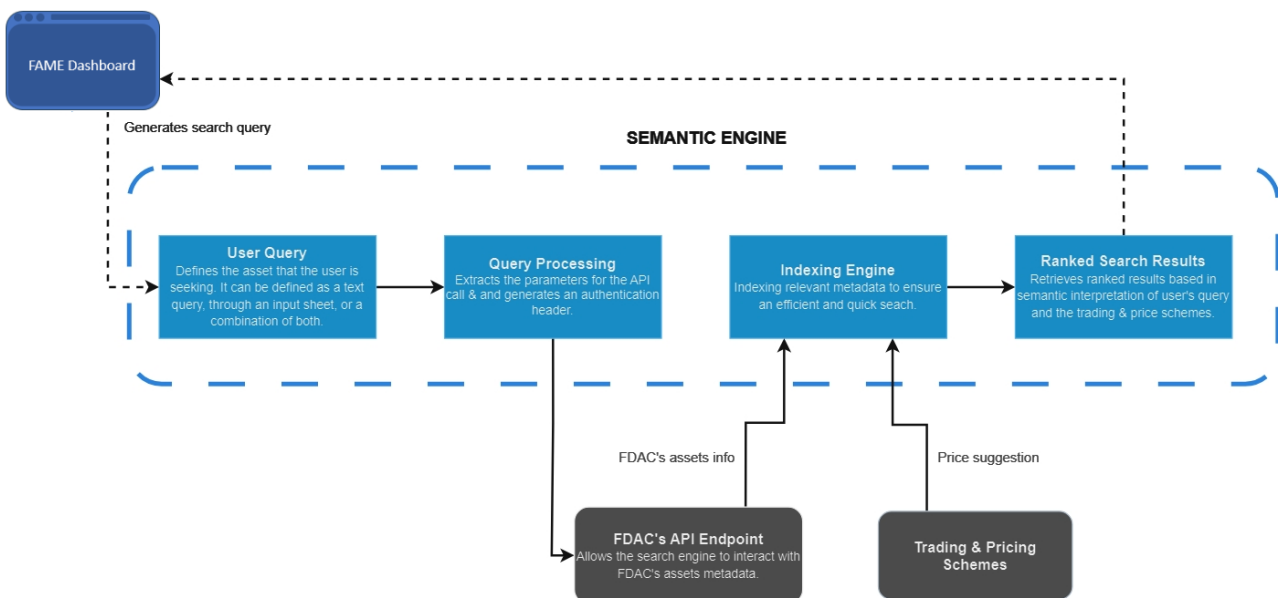 FAME Dashboard
Generates search query
SEMANTIC ENGINE
User Query
Defines the asset that the user is
seeking. It can be defined as a text
query, through an input sheet, or a
combination of both.
Query Processing
Extracts the parameters for the API
call & and generates an authentication
header.
Indexing Engine
Indexing relevant metadata to ensure
an efficient and quick seach.
Ranked Search Results
Retrieves ranked results based in
semantic interpretation of user's query
and the trading & price schemes.
FDAC's assets info
Price suggestion
FDAC's API Endpoint
Allows the search engine to interact with
FDAC's assets metadata.
Trading & Pricing
Schemes